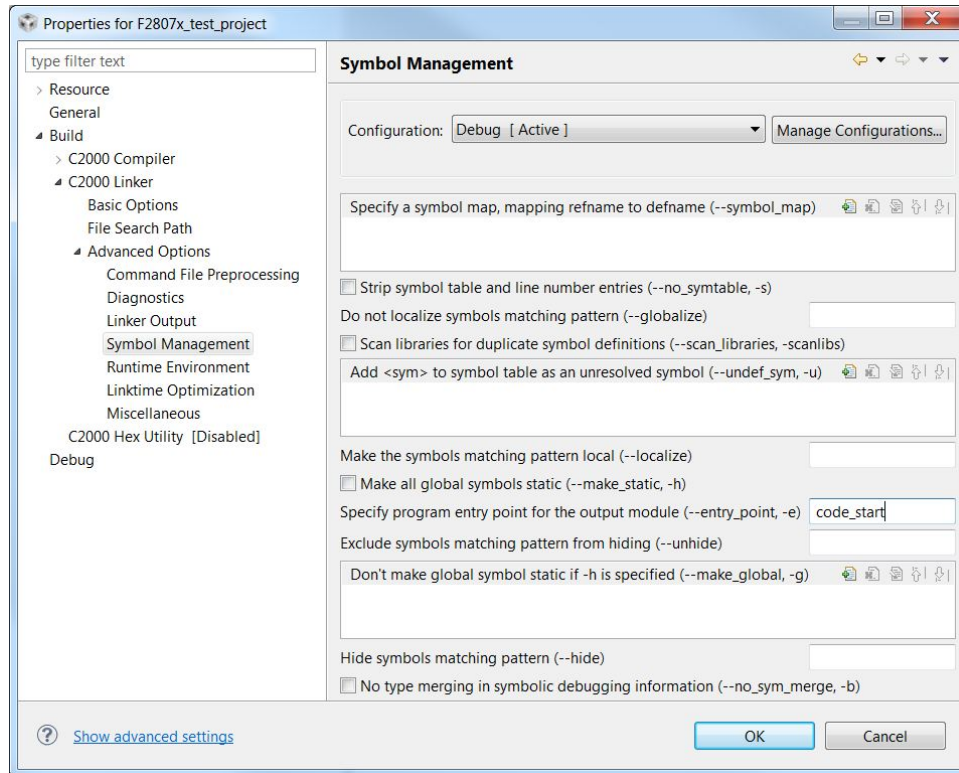 Properties for F2807x_test_project
type filter text
Resource
General
Build
C2000 Compiler
C2000 Linker
Basic Options
File Search Path
Advanced Options
Command File Preprocessing
Diagnostics
Linker Output
Symbol Management
Runtime Environment
Linktime Optimization
Miscellaneous
C2000 Hex Utility [Disabled]
Debug
Symbol Management
Configuration: Debug [ Active ] Manage Configurations...
Specify a symbol map, mapping refname to defname (--symbol_map)
Strip symbol table and line number entries (--no_symtable, -s)
Do not localize symbols matching pattern (--globalize)
Scan libraries for duplicate symbol definitions (--scan_libraries, -scanlibs)
Add <sym> to symbol table as an unresolved symbol (--undef_sym, -u)
Make the symbols matching pattern local (--localize)
Make all global symbols static (--make_static, -h)
Specify program entry point for the output module (--entry_point, -e) code_start
Exclude symbols matching pattern from hiding (--unhide)
Don't make global symbol static if -h is specified (--make_global, -g)
Hide symbols matching pattern (--hide)
No type merging in symbolic debugging information (--no_sym_merge, -b)
Show advanced settings
OK Cancel